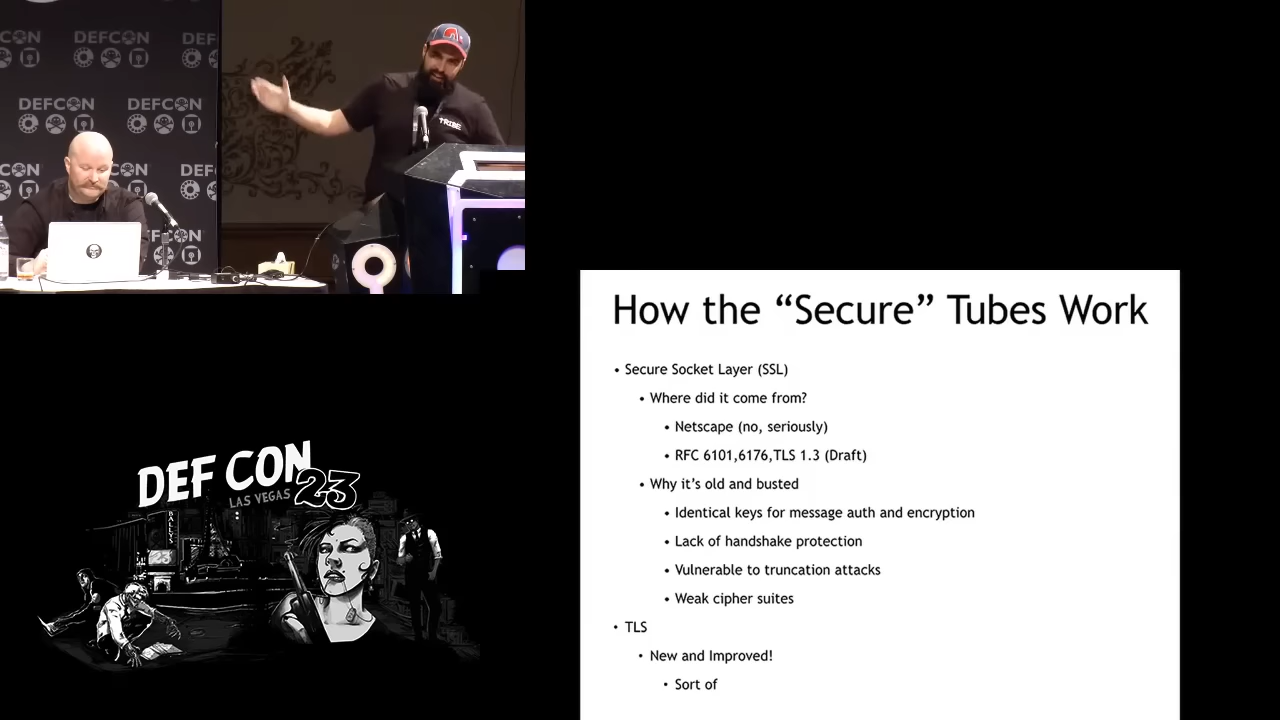 DEFCON
DEFCON
DEFCON
DEFCON
TRIBE
How the “Secure” Tubes Work
• Secure Socket Layer (SSL)
• Where did it come from?
• Netscape (no, seriously)
• RFC 6101,6176,TLS 1.3 (Draft)
• Why it’s old and busted
• Identical keys for message auth and encryption
• Lack of handshake protection
• Vulnerable to truncation attacks
• Weak cipher suites
• TLS
• New and Improved!
• Sort of
DEF CON
LAS VEGAS 23
BALLYS